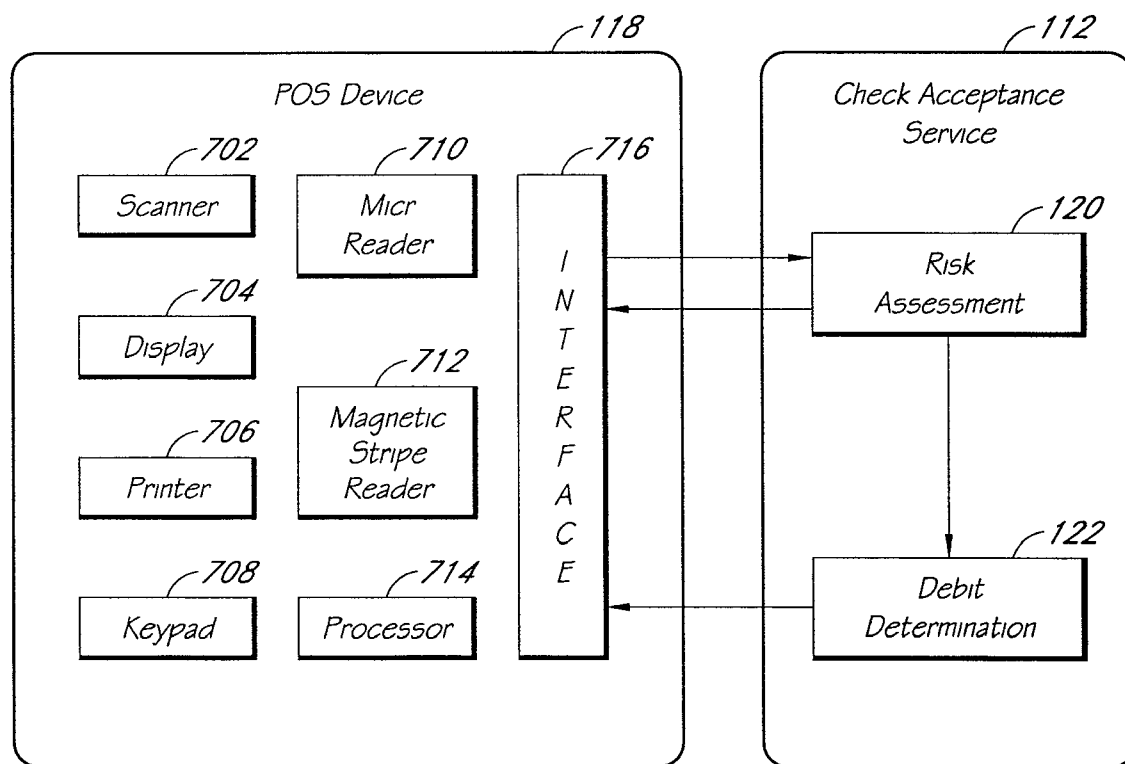 118
POS Device
702
Scanner
704
Display
706
Printer
708
Keypad
710
Micr
Reader
712
Magnetic
Stripe
Reader
714
Processor
716
I
N
T
E
R
F
A
C
E
112
Check Acceptance
Service
120
Risk
Assessment
122
Debit
Determination